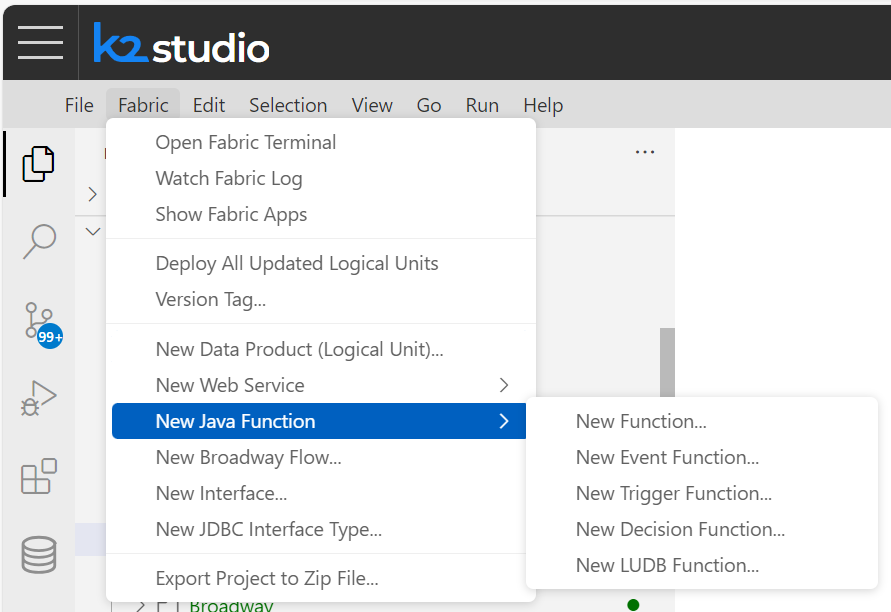 k2studio
File Fabric Edit Selection View Go Run Help
Open Fabric Terminal
Watch Fabric Log
Show Fabric Apps
Deploy All Updated Logical Units
Version Tag...
New Data Product (Logical Unit)...
New Web Service
New Java Function
New Broadway Flow...
New Interface...
New JDBC Interface Type...
Export Project to Zip File...
New Function...
New Event Function...
New Trigger Function...
New Decision Function...
New LUDB Function...
99+
Broadway